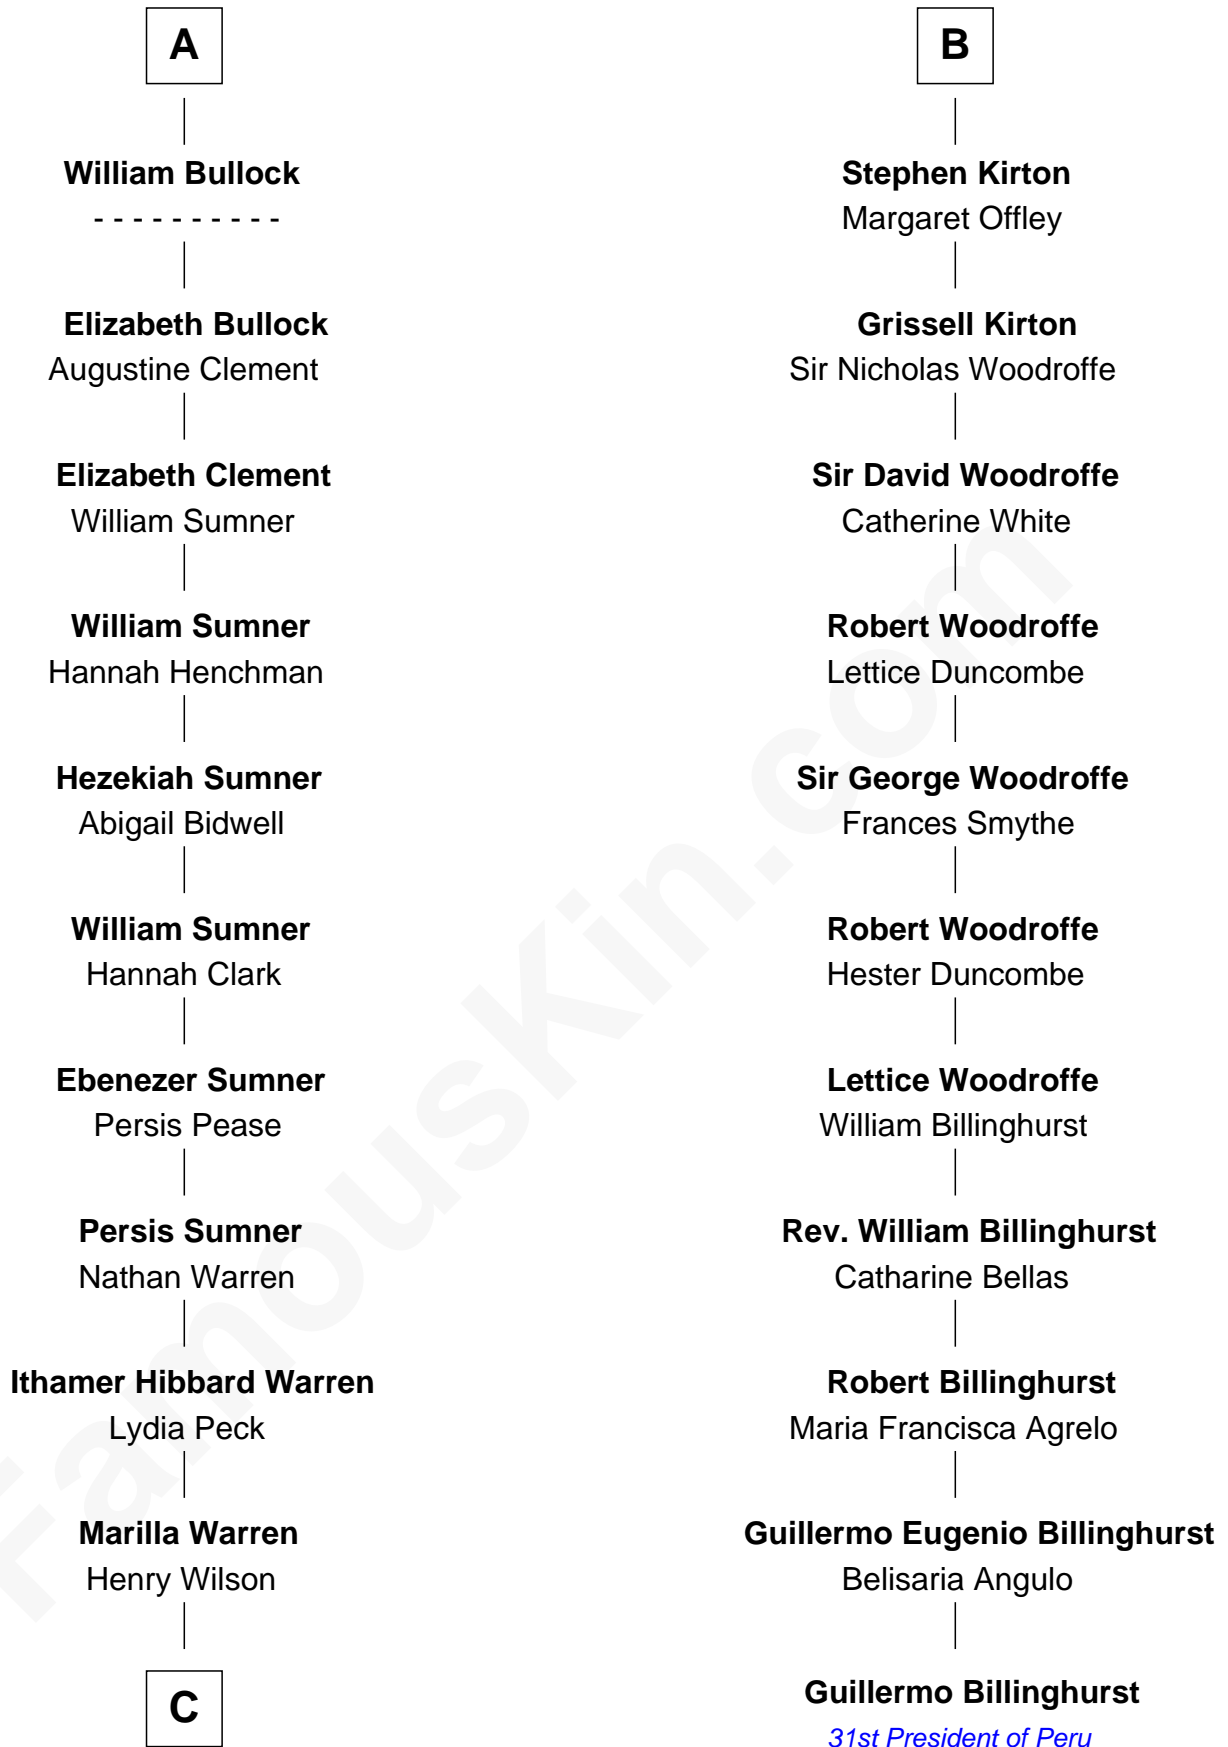 A
William Bullock
- - - - - - - - - -
Elizabeth Bullock
Augustine Clement
Elizabeth Clement
William Sumner
William Sumner
Hannah Henchman
Hezekiah Sumner
Abigail Bidwell
William Sumner
Hannah Clark
Ebenezer Sumner
Persis Pease
Persis Sumner
Nathan Warren
Ithamer Hibbard Warren
Lydia Peck
Marilla Warren
Henry Wilson
C
B
Stephen Kirton
Margaret Offley
Grissell Kirton
Sir Nicholas Woodroffe
Sir David Woodroffe
Catherine White
Robert Woodroffe
Lettice Duncombe
Sir George Woodroffe
Frances Smythe
Robert Woodroffe
Hester Duncombe
Lettice Woodroffe
William Billinghurst
Rev. William Billinghurst
Catharine Bellas
Robert Billinghurst
Maria Francisca Agrelo
Guillermo Eugenio Billinghurst
Belisaria Angulo
Guillermo Billinghurst
31st President of Peru
FamousKin.com